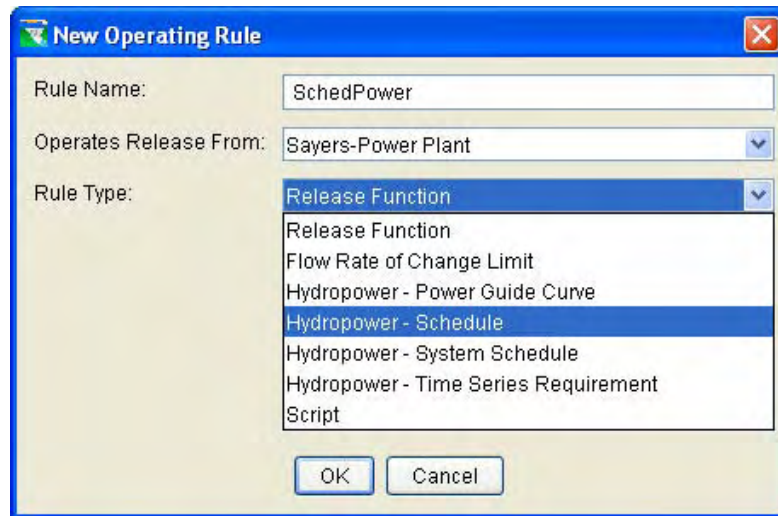 New Operating Rule
Rule Name: SchedPower
Operates Release From: Sayers-Power Plant
Rule Type: Release Function
Release Function
Flow Rate of Change Limit
Hydropower - Power Guide Curve
Hydropower - Schedule
Hydropower - System Schedule
Hydropower - Time Series Requirement
Script
OK Cancel